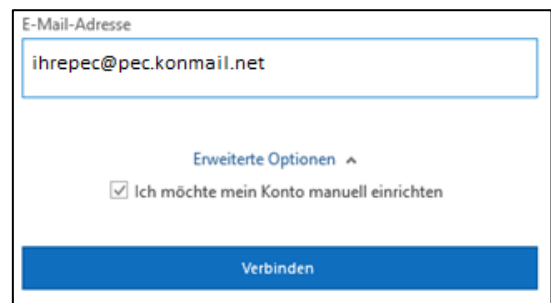 E-Mail-Adresse
ihrepec@pec.konmail.net
Erweiterte Optionen
Ich möchte mein Konto manuell einrichten
Verbinden